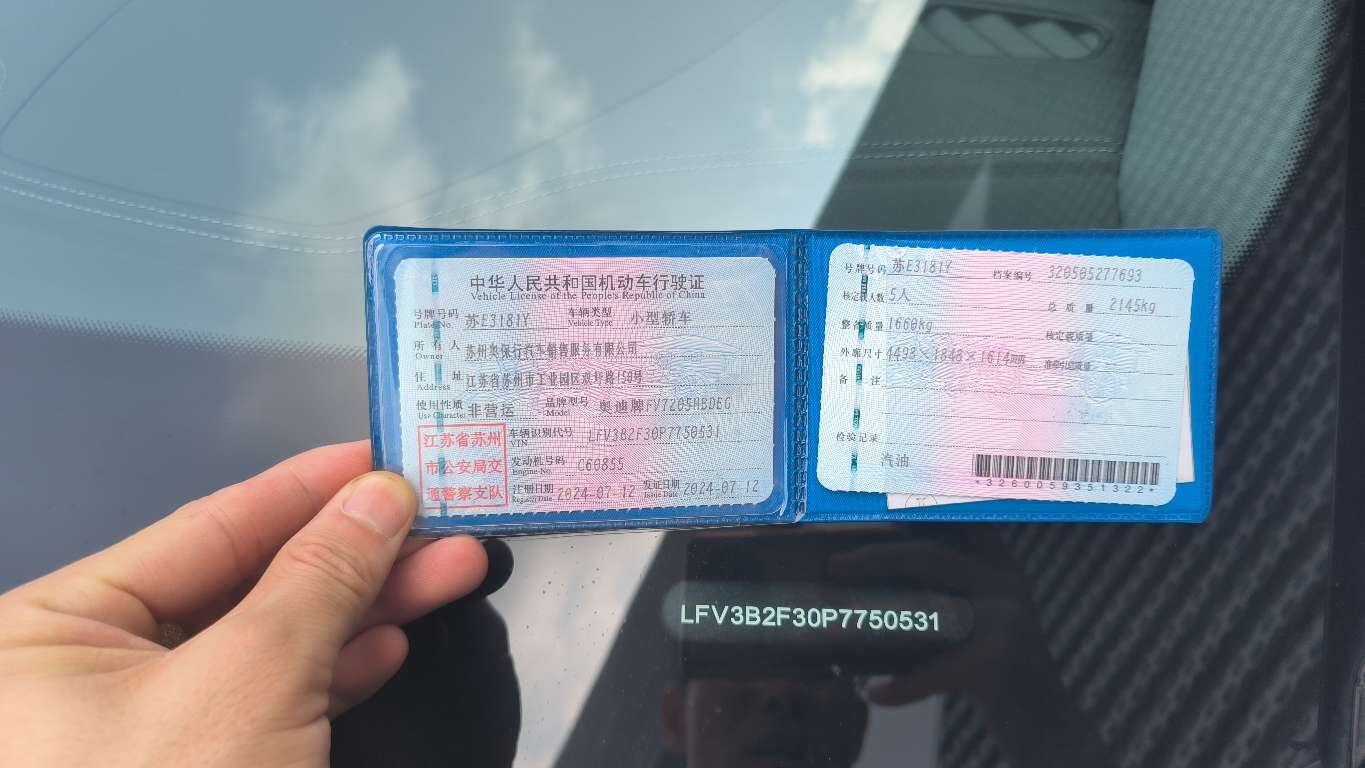 中华人民共和国机动车行驶证
Vehicle License of the People's Republic of China
号牌号码 苏E3181Y 车辆类型 小型轿车
Plate No. Vehicle Type
所有人 苏州奥保行汽车销售服务有限公司
Owner
住址 江苏省苏州市工业园区双圩路150号
Address
使用性质 非营运 品牌型号 奥迪牌FV7205HBDEG
Use Character Model
江苏省苏州
市公安局交
通警察支队
车辆识别代号 LFV3B2F30P7750531
VIN
发动机号码 C60855
Engine No.
注册日期 2024-07-12 发证日期 2024-07-12
Register Date Issue Date
号牌号码 苏E3181Y 档案编号 320505277693
核定载人数 5人 总质量 2145kg
整备质量 1660kg 核定载质量
外廓尺寸 4498×1848×1614mm 准牵引总质量
备注
检验记录
汽油
*3260059351322*
LFV3B2F30P7750531